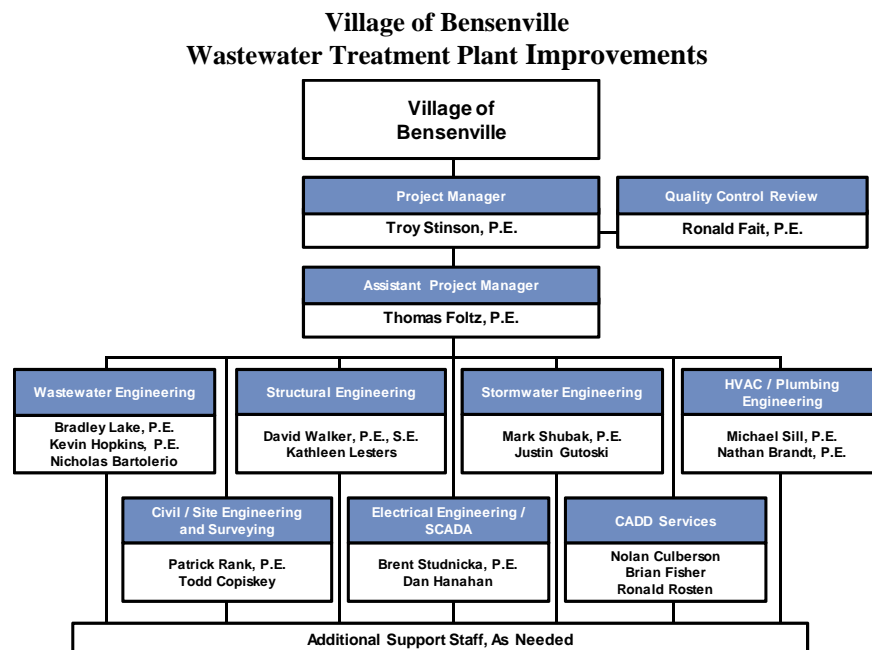 Village of Bensenville
Wastewater Treatment Plant Improvements
Village of
Bensenville
Project Manager
Troy Stinson, P.E.
Quality Control Review
Ronald Fait, P.E.
Assistant Project Manager
Thomas Foltz, P.E.
Wastewater Engineering
Bradley Lake, P.E.
Kevin Hopkins, P.E.
Nicholas Bartolerio
Structural Engineering
David Walker, P.E., S.E.
Kathleen Lesters
Stormwater Engineering
Mark Shubak, P.E.
Justin Gutoski
HVAC / Plumbing
Engineering
Michael Sill, P.E.
Nathan Brandt, P.E.
Civil / Site Engineering
and Surveying
Patrick Rank, P.E.
Todd Copiskey
Electrical Engineering /
SCADA
Brent Studnicka, P.E.
Dan Hanahan
CADD Services
Nolan Culberson
Brian Fisher
Ronald Rosten
Additional Support Staff, As Needed